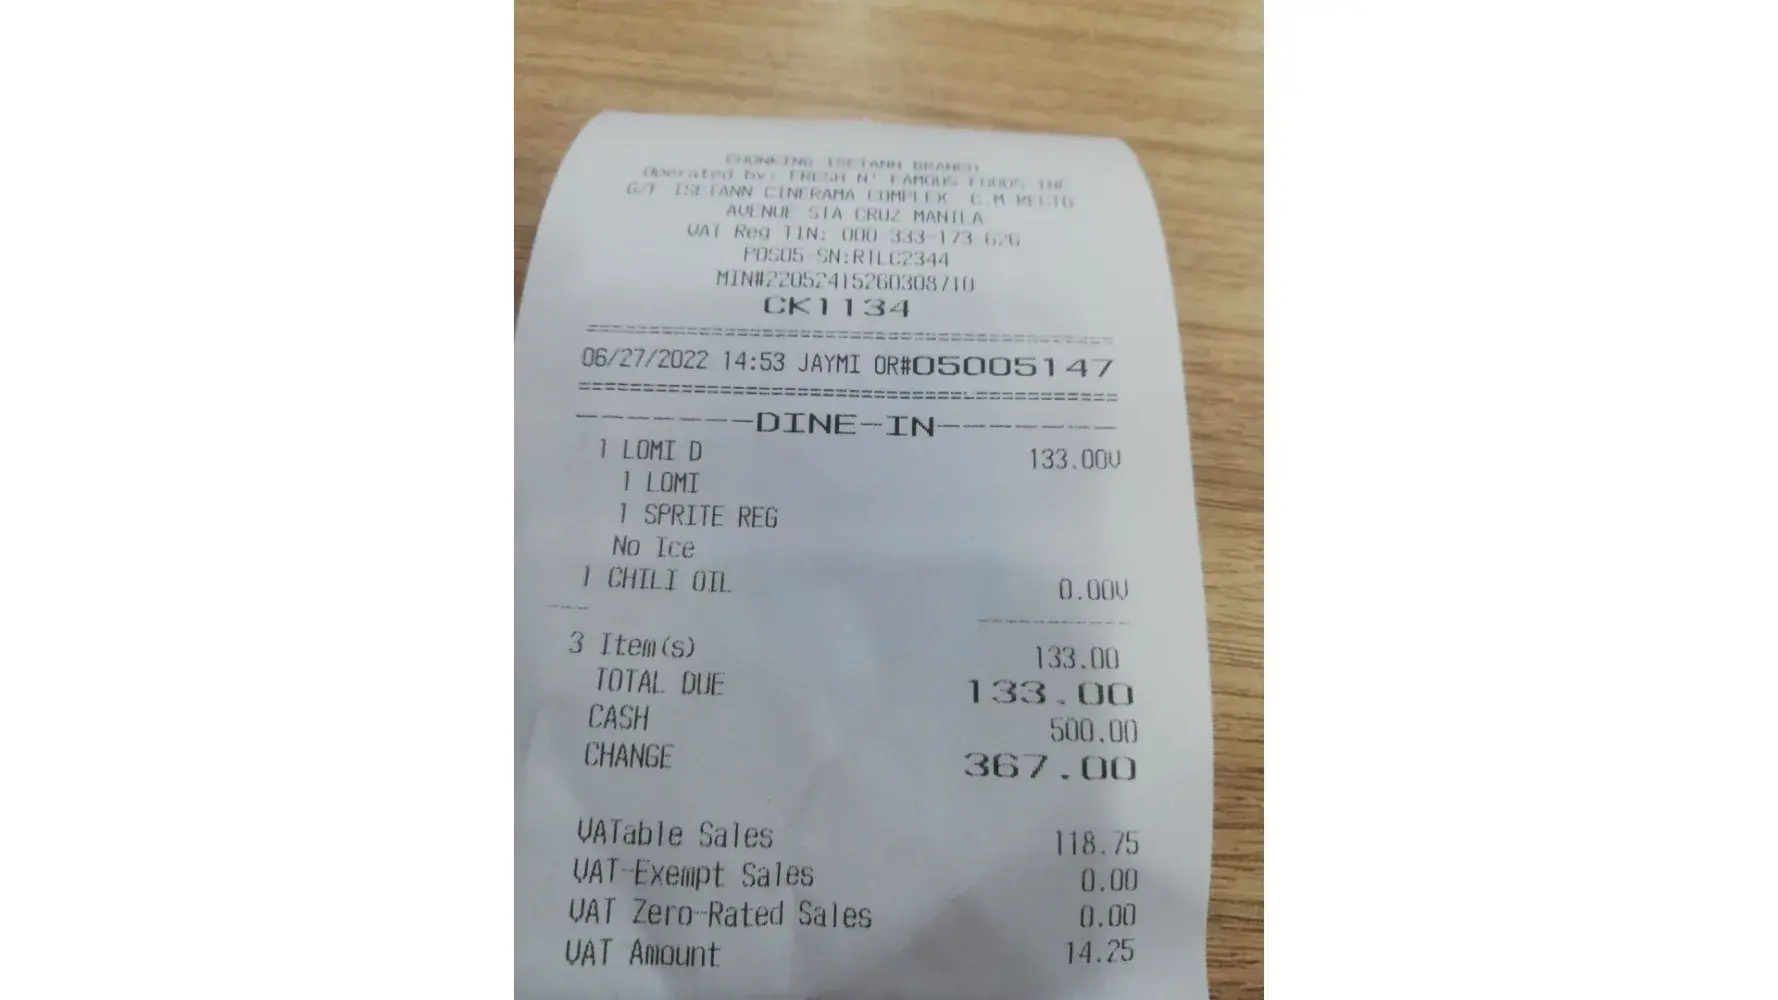 CHOWKING ISETANN BRANCH
Operated by: FRESH N' FAMOUS FOODS INC
G/F ISETANN CINERAMA COMPLEX C.M RECTO
AVENUE STA CRUZ MANILA
VAT Reg TIN: 000-333-173-626
POS05-SN:RTLC2344
MIN#22052415260308710
CK1134
06/27/2022 14:53 JAYMI OR#05005147
DINE-IN
1 LOMI D 133.00V
1 LOMI
1 SPRITE REG
No Ice
1 CHILI OIL 0.00V
3 Item(s) 133.00
TOTAL DUE 133.00
CASH 500.00
CHANGE 367.00
VATable Sales 118.75
VAT-Exempt Sales 0.00
VAT Zero-Rated Sales 0.00
VAT Amount 14.25